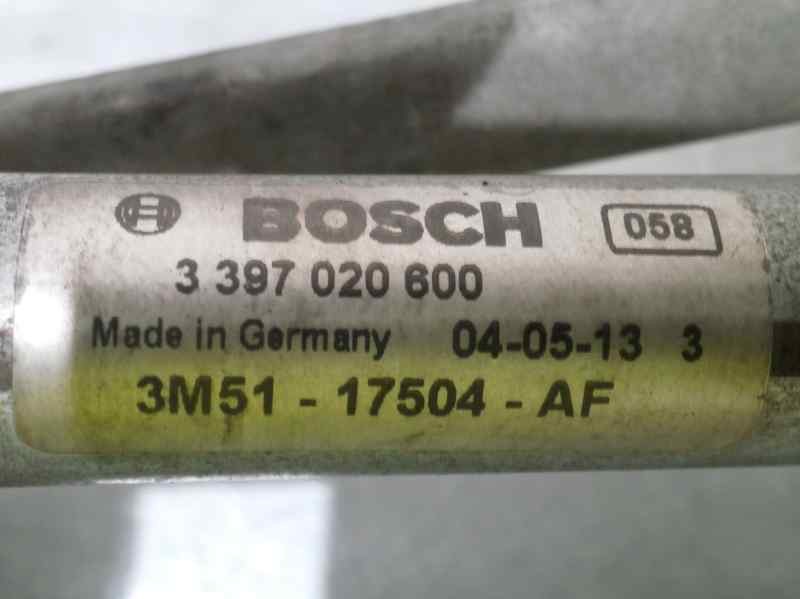 BOSCH 058
3 397 020 600
Made in Germany 04-05-13 3
3M51 - 17504 - AF